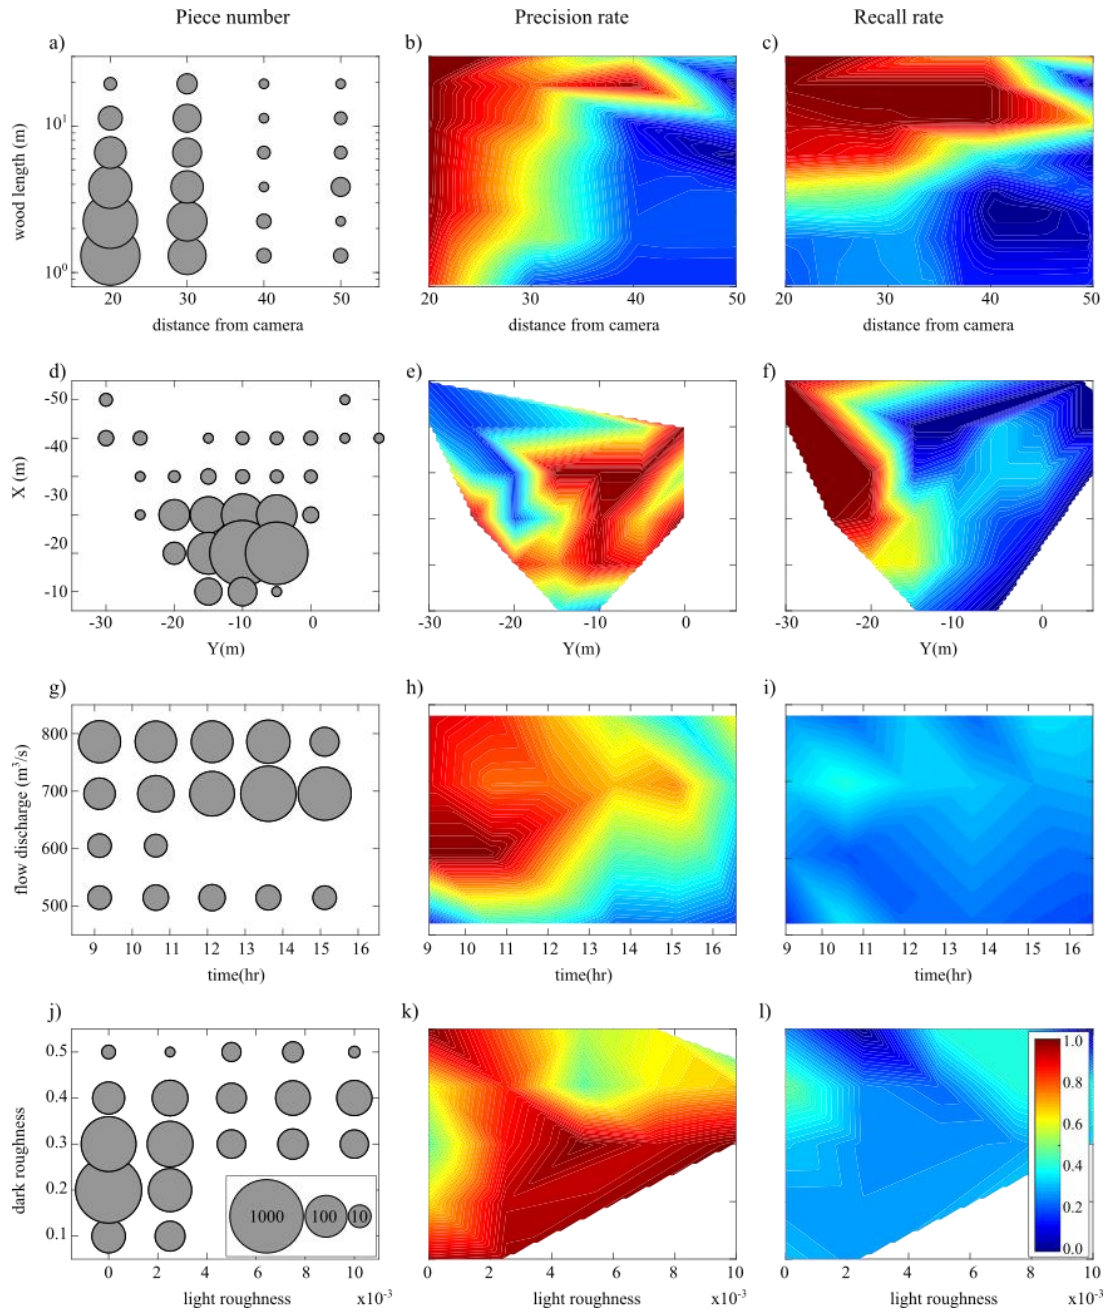 Piece number Precision rate Recall rate
a) b) c)
wood length (m)
10¹
10⁰
20 30 40 50 20 30 40 50 20 30 40 50
distance from camera distance from camera distance from camera
d) e) f)
X (m)
-50
-40
-30
-20
-10
-30 -20 -10 0 -30 -20 -10 0 -30 -20 -10 0
Y(m) Y(m) Y(m)
g) h) i)
flow discharge (m³/s)
800
700
600
500
9 10 11 12 13 14 15 16 9 10 11 12 13 14 15 16 9 10 12 13 14 15 16
time(hr) time(hr) time(hr)
j) k) l)
dark roughness
0.5
0.4
0.3
0.2
0.1
1000 100 10
1.0
0.8
0.6
0.4
0.2
0.0
0 2 4 6 8 10 0 2 4 6 8 10 0 2 4 6 8 10
light roughness x10⁻³ light roughness x10⁻³ light roughness x10⁻³